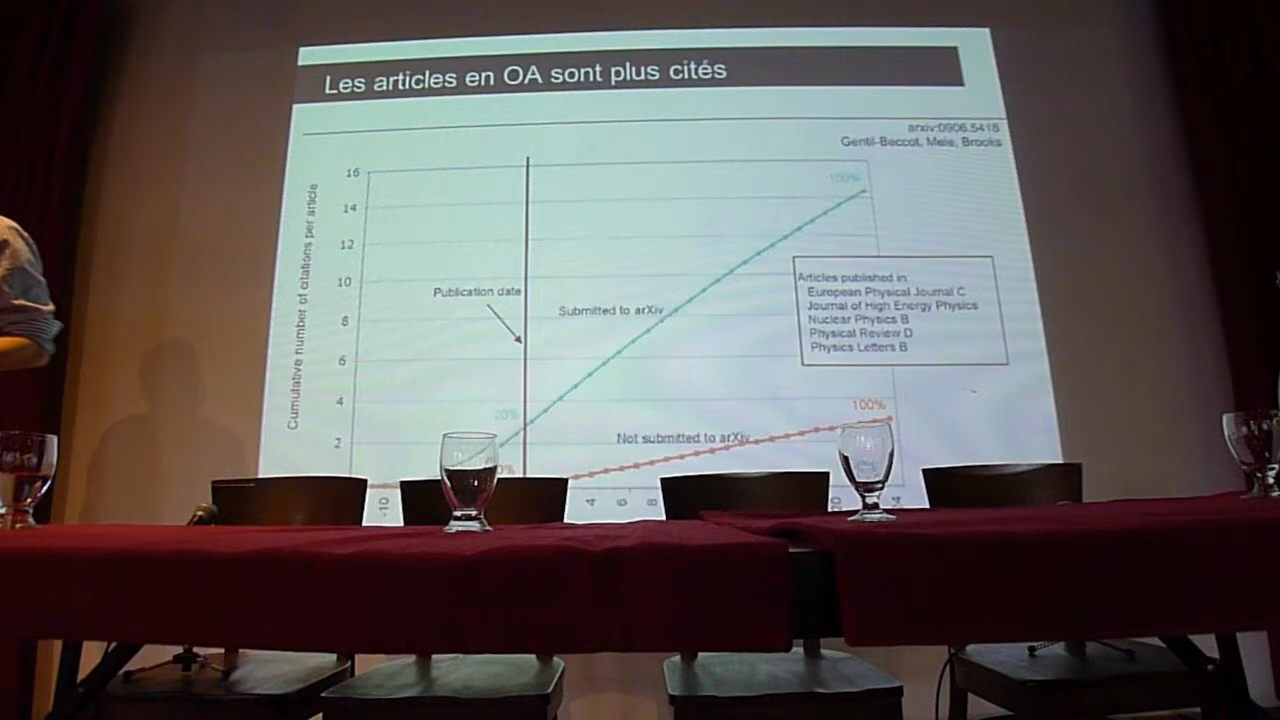 Les articles en OA sont plus cités
arxiv:0906.5418
Gentil-Beccot, Mele, Brooks
Cumulative number of citations per article
16
14
12
10
8
6
4
2
100%
Publication date
Submitted to arXiv
20%
Articles published in:
European Physical Journal C
Journal of High Energy Physics
Nuclear Physics B
Physical Review D
Physics Letters B
100%
Not submitted to arXiv
-10
4
6
8
20